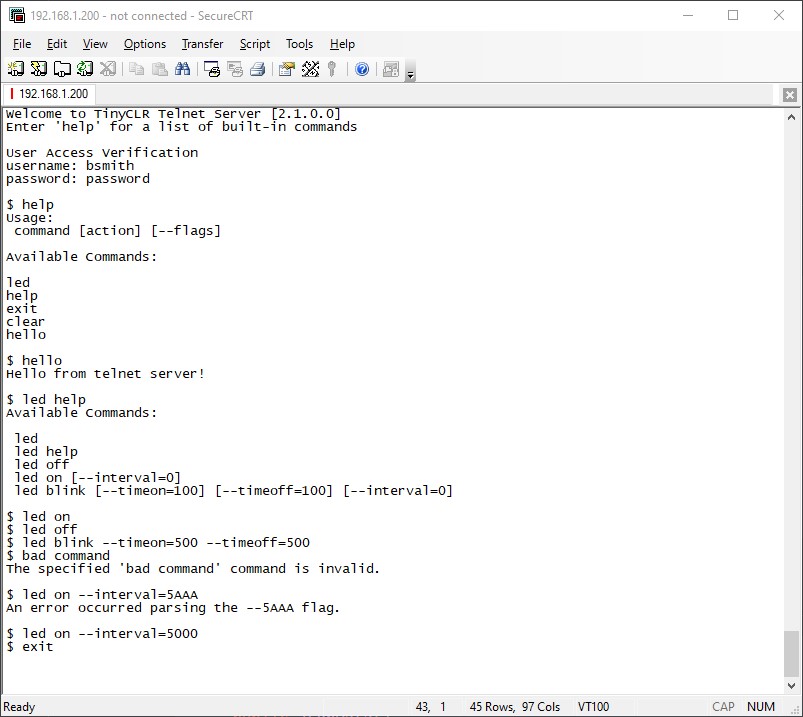 192.168.1.200 - not connected - SecureCRT
File Edit View Options Transfer Script Tools Help
192.168.1.200
Welcome to TinyCLR Telnet Server [2.1.0.0]
Enter 'help' for a list of built-in commands
User Access Verification
username: bsmith
password: password
$ help
Usage:
command [action] [--flags]
Available Commands:
led
help
exit
clear
hello
$ hello
Hello from telnet server!
$ led help
Available Commands:
led
led help
led off
led on [--interval=0]
led blink [--timeon=100] [--timeoff=100] [--interval=0]
$ led on
$ led off
$ led blink --timeon=500 --timeoff=500
$ bad command
The specified 'bad command' command is invalid.
$ led on --interval=5AAA
An error occurred parsing the --5AAA flag.
$ led on --interval=5000
$ exit
Ready 43, 1 45 Rows, 97 Cols VT100 CAP NUM